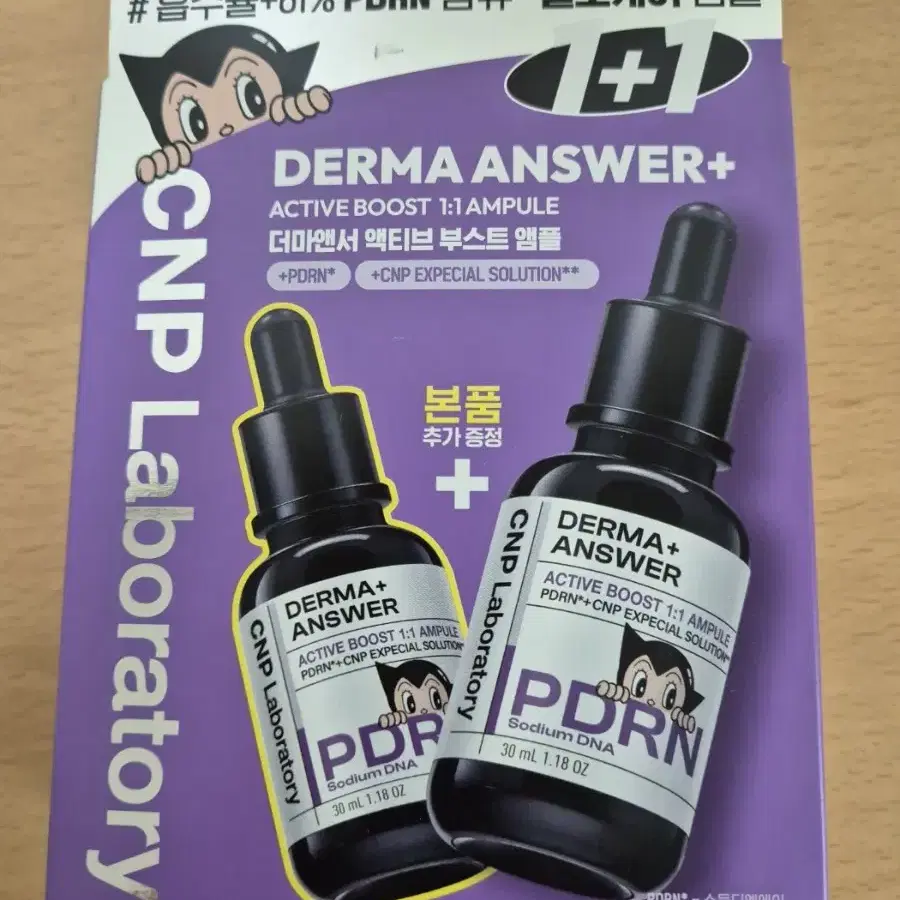 1+1
CNP Laboratory
DERMA ANSWER+
ACTIVE BOOST 1:1 AMPULE
더마앤서 액티브 부스트 앰플
+PDRN*
+CNP EXPECIAL SOLUTION**
본품
추가 증정
+
CNP Laboratory
DERMA+
ANSWER
ACTIVE BOOST 1:1 AMPULE
PDRN*+CNP EXPECIAL SOLUTION**
PDR
Sodium DNA
30 mL 1.18 OZ
CNP Laboratory
DERMA+
ANSWER
ACTIVE BOOST 1:1 AMPULE
PDRN*+CNP EXPECIAL SOLUTION**
PDRN
Sodium DNA
30 mL 1.18 OZ